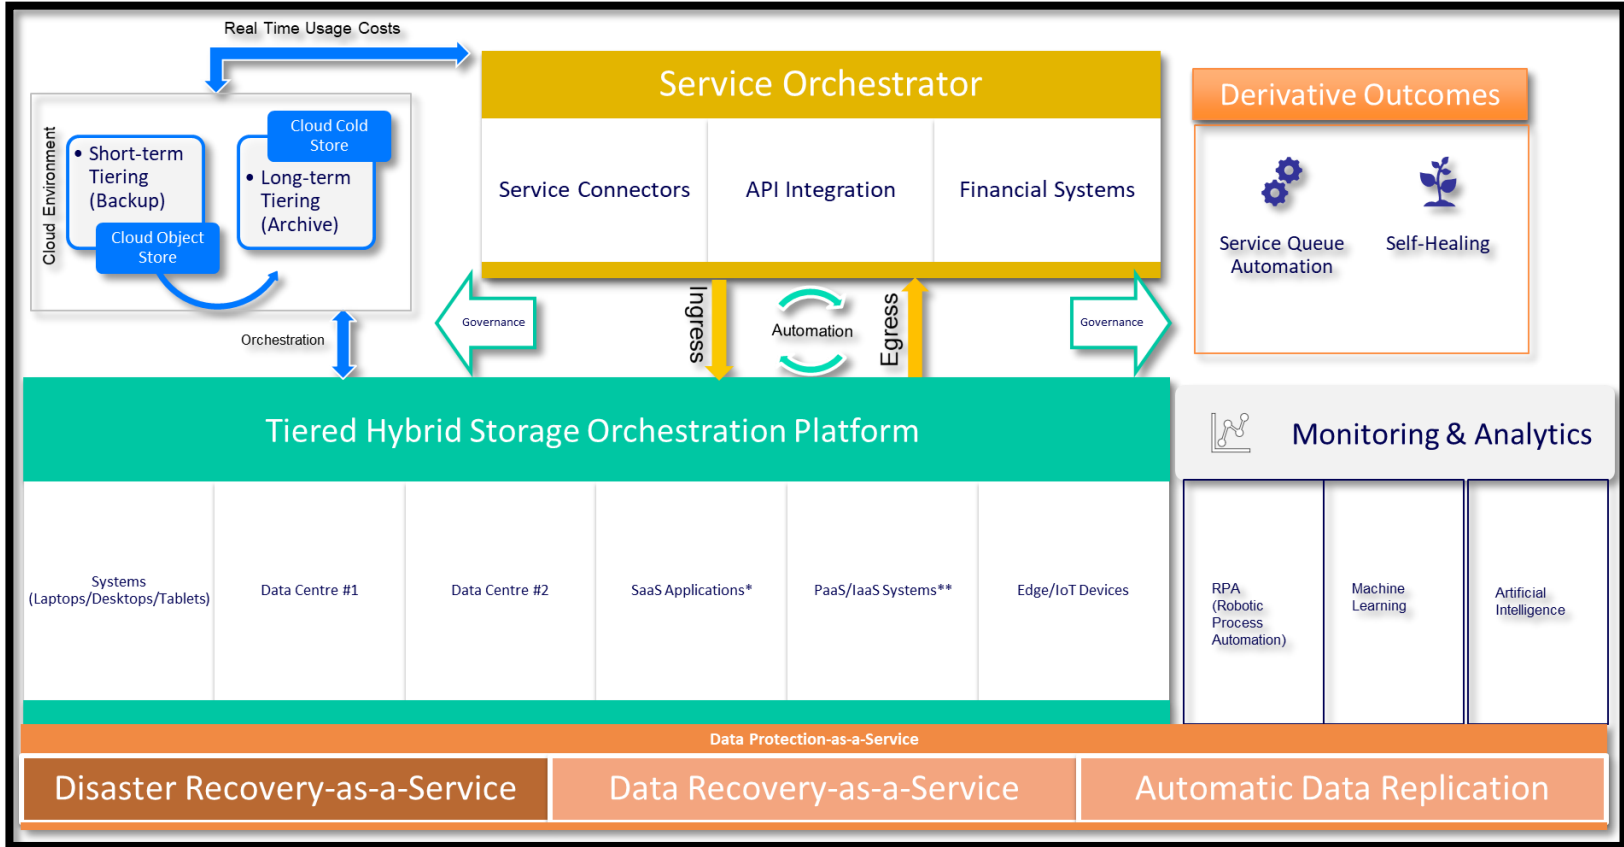 Real Time Usage Costs
Service Orchestrator
Service Connectors
API Integration
Financial Systems
Derivative Outcomes
Service Queue
Automation
Self-Healing
Cloud Environment
• Short-term
Tiering
(Backup)
Cloud Object
Store
Cloud Cold
Store
• Long-term
Tiering
(Archive)
Orchestration
Governance
Ingress
Automation
Egress
Governance
Tiered Hybrid Storage Orchestration Platform
Systems
(Laptops/Desktops/Tablets)
Data Centre #1
Data Centre #2
SaaS Applications*
PaaS/IaaS Systems**
Edge/IoT Devices
Monitoring & Analytics
RPA
(Robotic
Process
Automation)
Machine
Learning
Artificial
Intelligence
Data Protection-as-a-Service
Disaster Recovery-as-a-Service
Data Recovery-as-a-Service
Automatic Data Replication